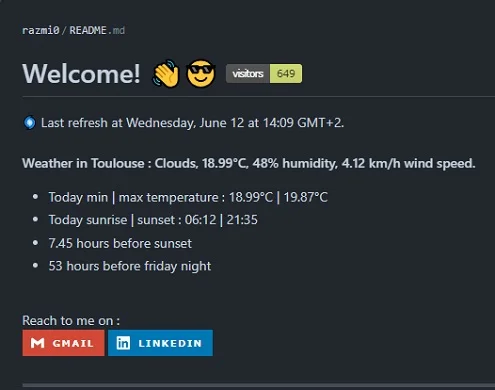 razmi0/README.md
Welcome! 👋😎 visitors 649
Last refresh at Wednesday, June 12 at 14:09 GMT+2.
Weather in Toulouse : Clouds, 18.99°C, 48% humidity, 4.12 km/h wind speed.
• Today min | max temperature : 18.99°C | 19.87°C
• Today sunrise | sunset : 06:12 | 21:35
• 7.45 hours before sunset
• 53 hours before friday night
Reach to me on :
GMAIL LINKEDIN